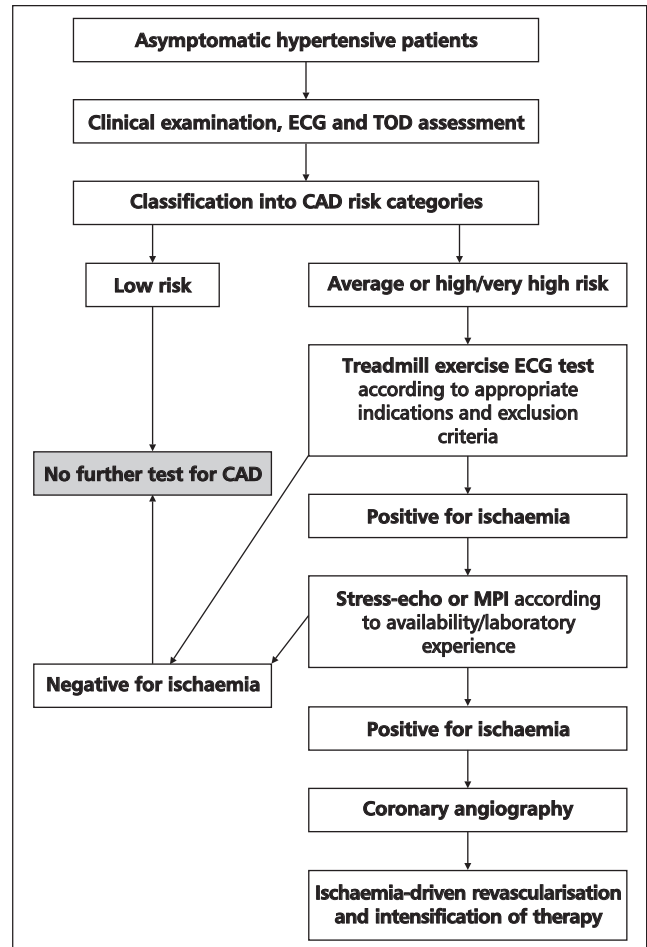 Asymptomatic hypertensive patients
Clinical examination, ECG and TOD assessment
Classification into CAD risk categories
Low risk
Average or high/very high risk
Treadmill exercise ECG test
according to appropriate
indications and exclusion
criteria
No further test for CAD
Positive for ischaemia
Stress-echo or MPI according
to availability/laboratory
experience
Negative for ischaemia
Positive for ischaemia
Coronary angiography
Ischaemia-driven revascularisation
and intensification of therapy